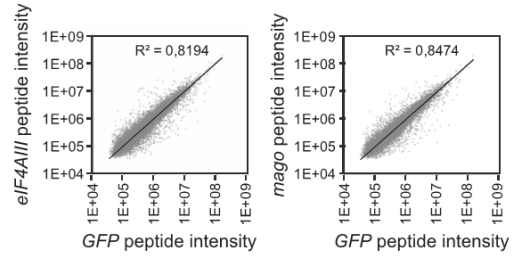 eIF4AIII peptide intensity
1E+09
1E+08
1E+07
1E+06
1E+05
1E+04
R² = 0,8194
1E+04
1E+05
1E+06
1E+07
1E+08
1E+09
GFP peptide intensity
mago peptide intensity
1E+09
1E+08
1E+07
1E+06
1E+05
1E+04
R² = 0,8474
1E+04
1E+05
1E+06
1E+07
1E+08
1E+09
GFP peptide intensity